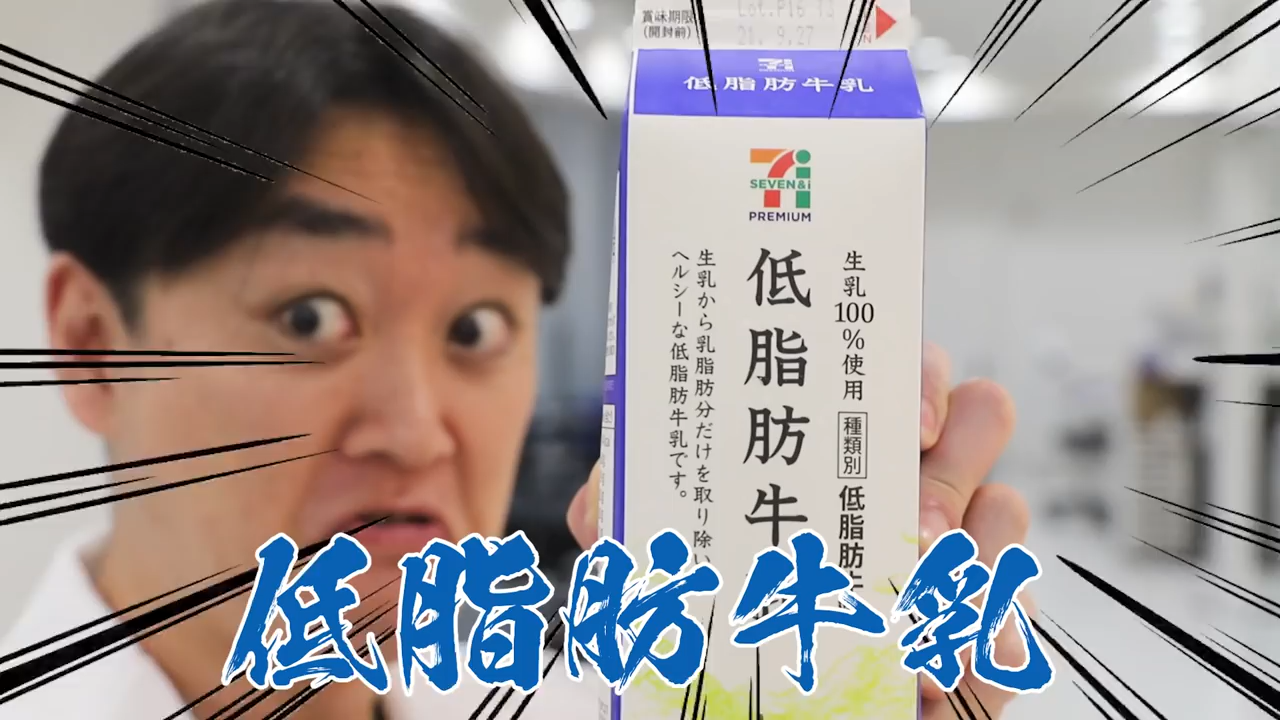 賞味期限
(開封前)
Lot.P16
21. 9.27
低脂肪牛乳
SEVEN&i
PREMIUM
生乳100%使用
種類別 低脂肪牛
低脂肪牛
生乳から乳脂肪分だけを取り除い
ヘルシーな低脂肪牛乳です。
低脂肪牛乳